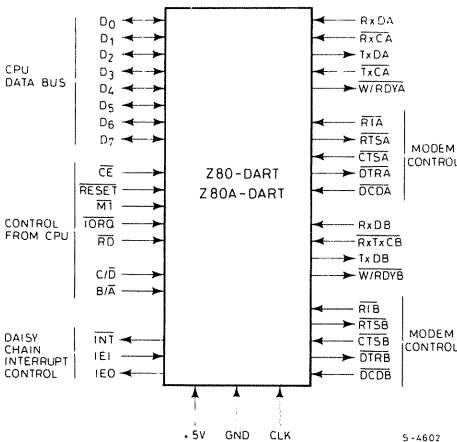 CPU
DATA BUS
D0
D1
D2
D3
D4
D5
D6
D7
CONTROL
FROM CPU
CE
RESET
M1
IORQ
RD
C/D
B/A
DAISY
CHAIN
INTERRUPT
CONTROL
INT
IEI
IEO
Z80-DART
Z80A-DART
RxDA
RxCA
TxDA
TxCA
W/RDYA
RIA
RTSA
CTSA
DTRA
DCDA
MODEM
CONTROL
RxDB
RxTxCB
TxDB
W/RDYB
RIB
RTSB
CTSB
DTRB
DCDB
MODEM
CONTROL
+5V GND CLK
S-4602